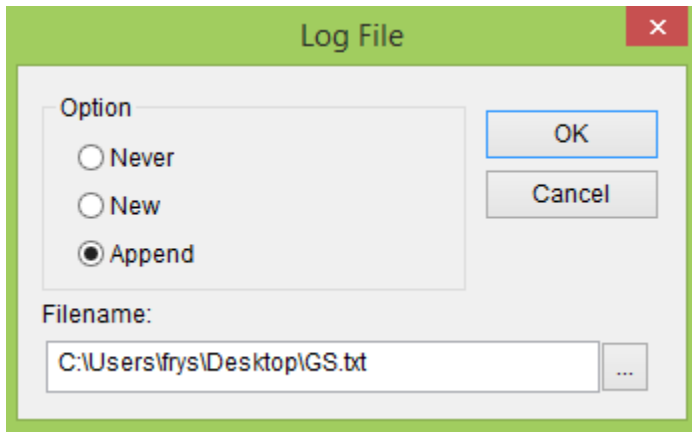 Log File
Option
Never
New
Append
OK
Cancel
Filename:
C:\Users\frys\Desktop\GS.txt
...